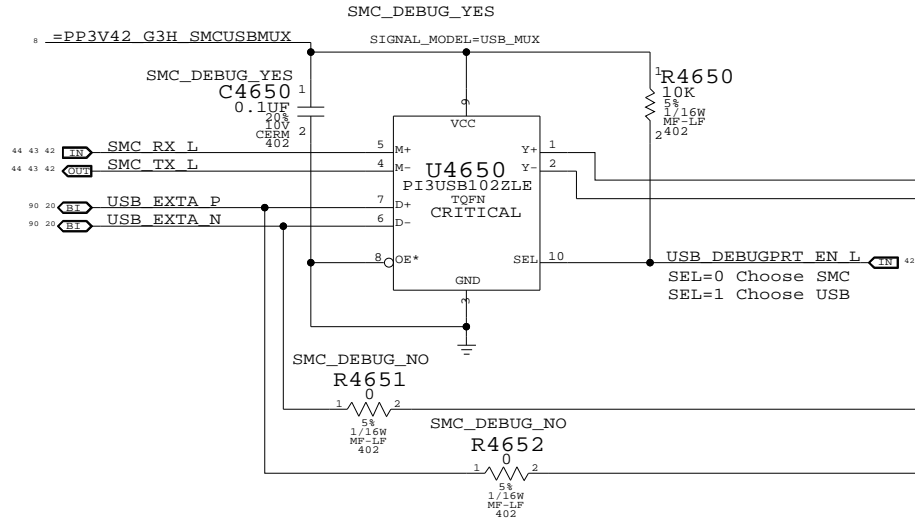 SMC_DEBUG_YES
8 =PP3V42_G3H_SMCUSBMUX
SIGNAL_MODEL=USB_MUX
SMC_DEBUG_YES
C4650
1
0.1UF
20%
10V
CERM
402
2
9
VCC
1
R4650
10K
5%
1/16W
MF-LF
402
2
44 43 42 IN SMC_RX_L 5 M+ Y+ 1
44 43 42 OUT SMC_TX_L 4 M- Y- 2
U4650
PI3USB102ZLE
TQFN
CRITICAL
90 20 BI USB_EXTA_P 7 D+
90 20 BI USB_EXTA_N 6 D-
8 OE* SEL 10 USB_DEBUGPRT_EN_L IN 42
SEL=0 Choose SMC
SEL=1 Choose USB
GND
3
SMC_DEBUG_NO
R4651
1 0 2
5%
1/16W
MF-LF
402
SMC_DEBUG_NO
R4652
1 0 2
5%
1/16W
MF-LF
402